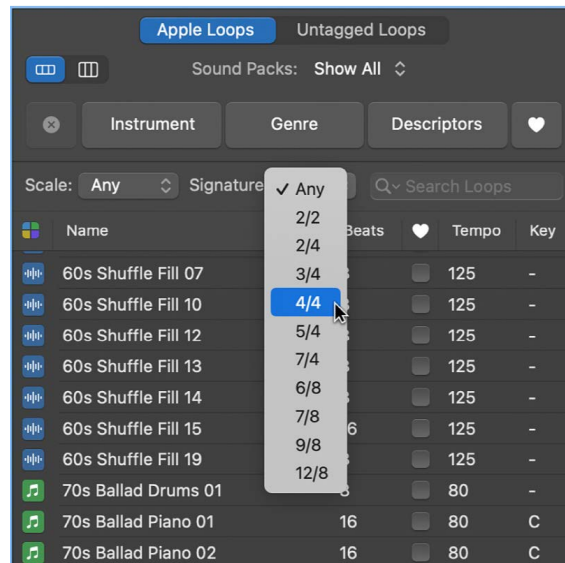 Apple Loops Untagged Loops
Sound Packs: Show All
Instrument Genre Descriptors
Scale: Any Signature Search Loops
Name Beats Tempo Key
✓ Any
2/2
2/4
3/4
4/4
5/4
7/4
6/8
7/8
9/8
12/8
60s Shuffle Fill 07 125 -
60s Shuffle Fill 10 125 -
60s Shuffle Fill 12 125 -
60s Shuffle Fill 13 125 -
60s Shuffle Fill 14 125 -
60s Shuffle Fill 15 125 -
60s Shuffle Fill 19 125 -
70s Ballad Drums 01 8 80 -
70s Ballad Piano 01 16 80 C
70s Ballad Piano 02 16 80 C